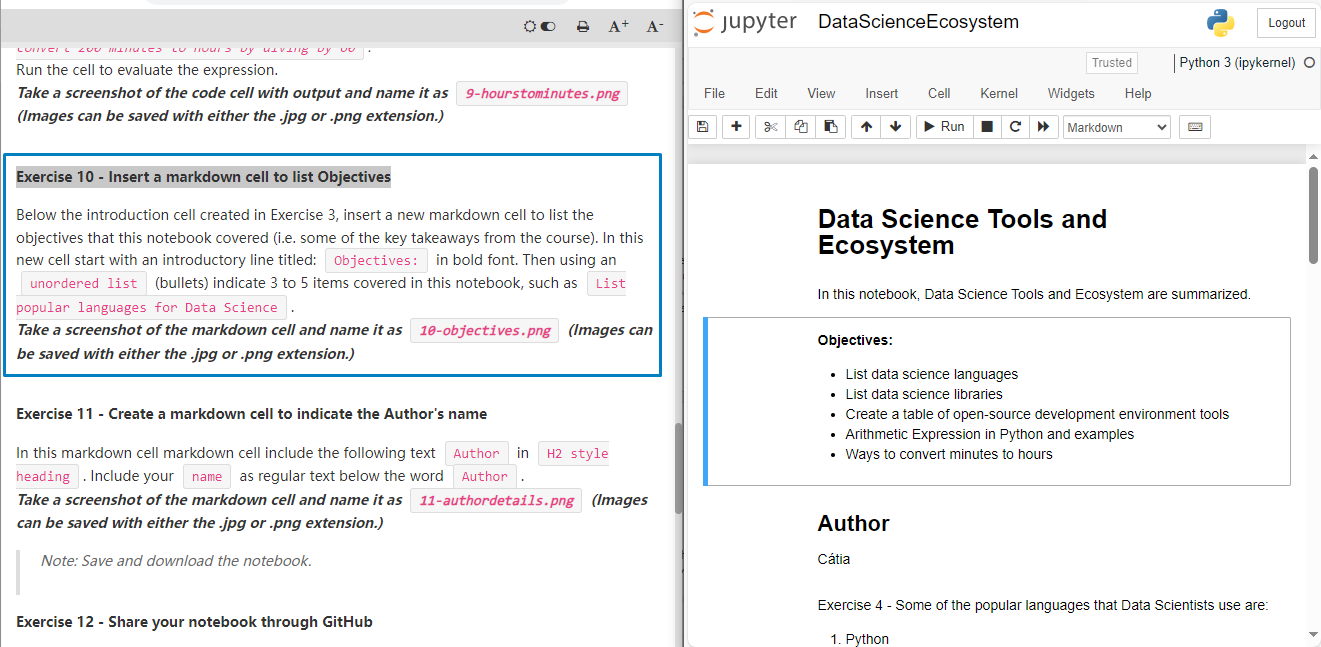 A+ A-
convert 200 minutes to hours by diving by 60 .
Run the cell to evaluate the expression.
Take a screenshot of the code cell with output and name it as 9-hourstominutes.png
(Images can be saved with either the .jpg or .png extension.)
Exercise 10 - Insert a markdown cell to list Objectives
Below the introduction cell created in Exercise 3, insert a new markdown cell to list the
objectives that this notebook covered (i.e. some of the key takeaways from the course). In this
new cell start with an introductory line titled: Objectives: in bold font. Then using an
unordered list (bullets) indicate 3 to 5 items covered in this notebook, such as List
popular languages for Data Science .
Take a screenshot of the markdown cell and name it as 10-objectives.png (Images can
be saved with either the .jpg or .png extension.)
Exercise 11 - Create a markdown cell to indicate the Author's name
In this markdown cell markdown cell include the following text Author in H2 style
heading . Include your name as regular text below the word Author .
Take a screenshot of the markdown cell and name it as 11-authordetails.png (Images
can be saved with either the .jpg or .png extension.)
Note: Save and download the notebook.
Exercise 12 - Share your notebook through GitHub
jupyter DataScienceEcosystem
Logout
Trusted Python 3 (ipykernel)
File Edit View Insert Cell Kernel Widgets Help
Run Markdown
Data Science Tools and
Ecosystem
In this notebook, Data Science Tools and Ecosystem are summarized.
Objectives:
• List data science languages
• List data science libraries
• Create a table of open-source development environment tools
• Arithmetic Expression in Python and examples
• Ways to convert minutes to hours
Author
Cátia
Exercise 4 - Some of the popular languages that Data Scientists use are:
1. Python